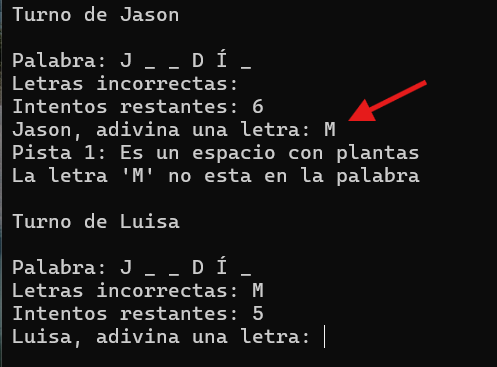 Turno de Jason
Palabra: J _ _ D Í _
Letras incorrectas:
Intentos restantes: 6
Jason, adivina una letra: M
Pista 1: Es un espacio con plantas
La letra 'M' no esta en la palabra
Turno de Luisa
Palabra: J _ _ D Í _
Letras incorrectas: M
Intentos restantes: 5
Luisa, adivina una letra: